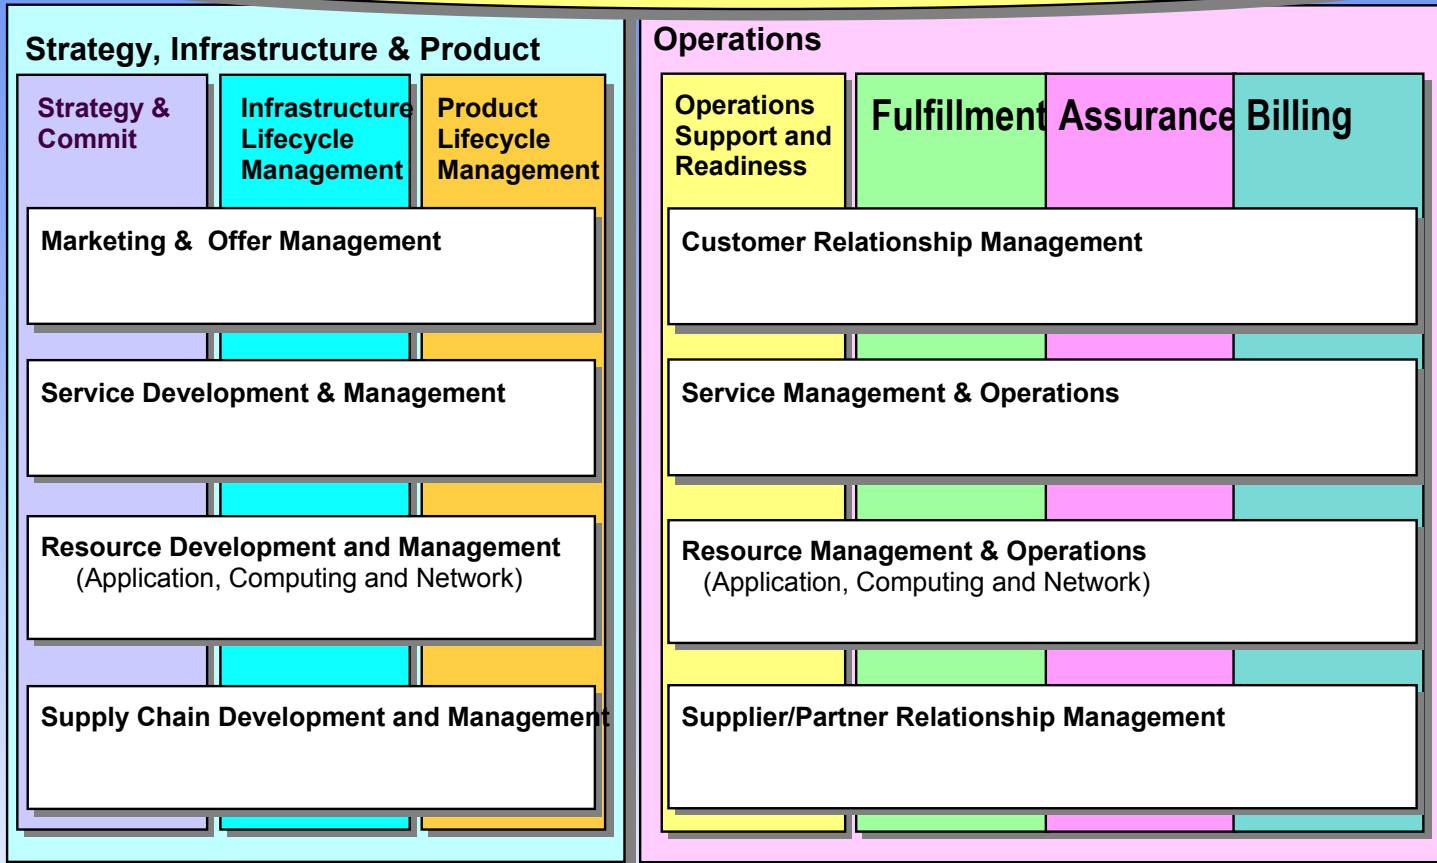 Strategy, Infrastructure & Product
Strategy &
Commit
Infrastructure
Lifecycle
Management
Product
Lifecycle
Management
Marketing &  Offer Management
Service Development & Management
Resource Development and Management
(Application, Computing and Network)
Supply Chain Development and Management
Operations
Operations
Support and
Readiness
Fulfillment
Assurance
Billing
Customer Relationship Management
Service Management & Operations
Resource Management & Operations
(Application, Computing and Network)
Supplier/Partner Relationship Management